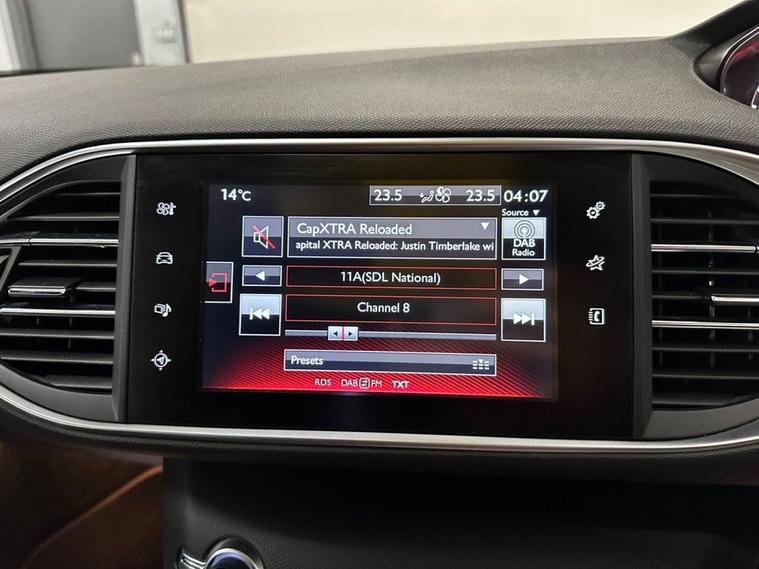 14°C
23.5 23.5 04:07
Source
CapXTRA Reloaded
apital XTRA Reloaded: Justin Timberlake wi
DAB
Radio
11A(SDL National)
Channel 8
Presets
RDS DAB FM TXT